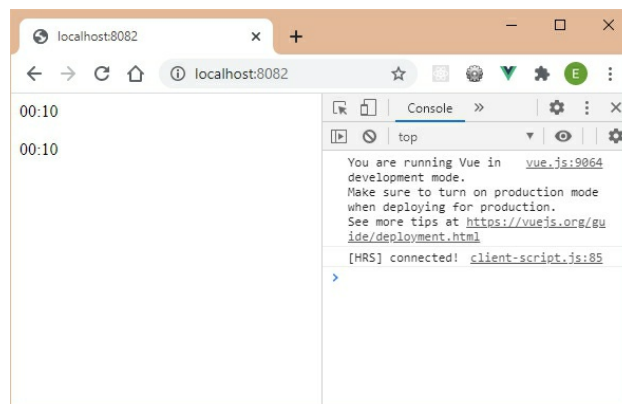 localhost:8082
localhost:8082
E
00:10
00:10
Console
top
You are running Vue in vue.js:9064
development mode.
Make sure to turn on production mode
when deploying for production.
See more tips at https://vuejs.org/gu
ide/deployment.html
[HRS] connected! client-script.js:85